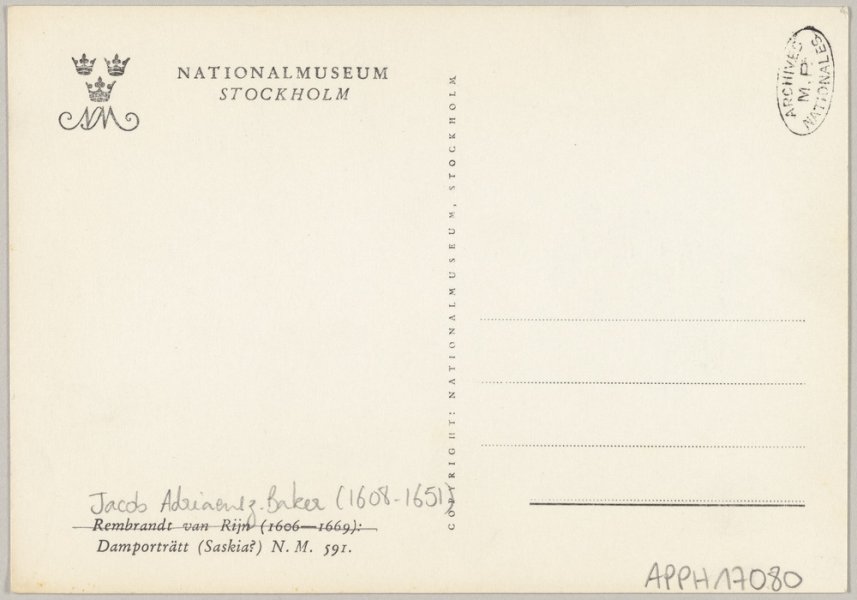 NM
NATIONALMUSEUM
STOCKHOLM
Jacob Adriaensz. Baker (1608-1651)
Rembrandt van Rijn (1606—1669):
Damporträtt (Saskia?) N. M. 591.
COPYRIGHT: NATIONALMUSEUM, STOCKHOLM
ARCHIVES
M. P.
NATIONALES
APPH17080